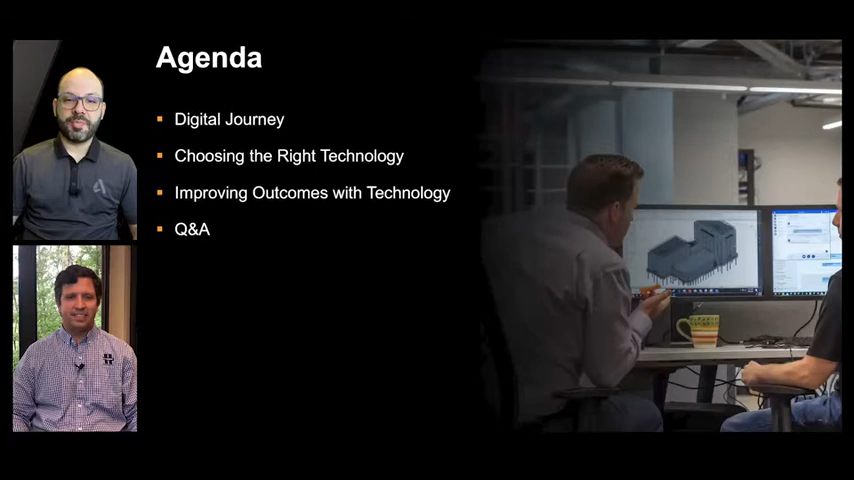 Agenda
Digital Journey
Choosing the Right Technology
Improving Outcomes with Technology
Q&A